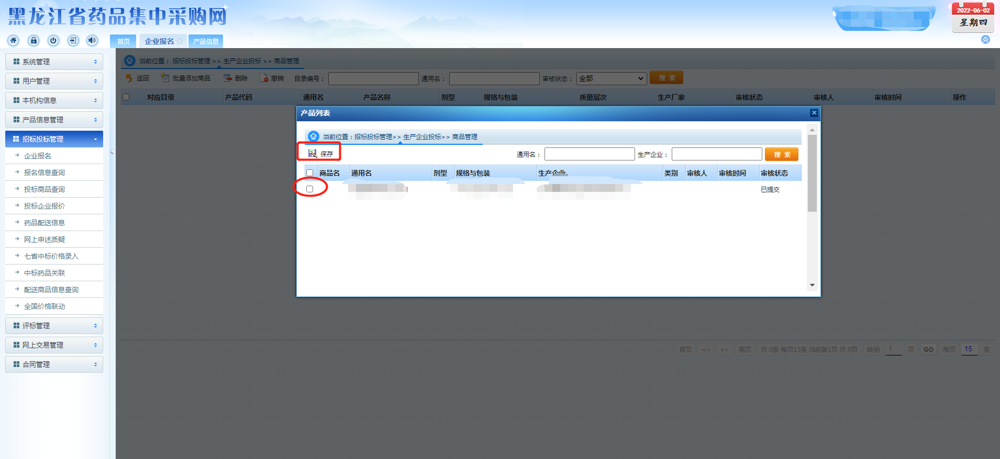 黑龙江省药品集中采购网
2022-06-02
星期四
首页
企业报名
产品信息
系统管理
用户管理
本机构信息
产品信息管理
招标投标管理
企业报名
报名信息查询
投标商品查询
投标企业报价
药品配送信息
网上申述质疑
七省中标价格录入
中标药品关联
配送商品信息查询
全国价格联动
评标管理
网上交易管理
合同管理
当前位置： 招标投标管理 >> 生产企业投标 >> 商品管理
返回 批量添加商品 删除 撤销 目录编号： 通用名： 审核状态： 全部 搜 索
对应目录 产品代码 通用名 产品名称 剂型 规格与包装 质量层次 生产厂家 审核状态 审核人 审核时间 操作
产品列表
当前位置：招标投标管理>> 生产企业投标>> 商品管理
保存 通用名： 生产企业： 搜 索
商品名 通用名 剂型 规格与包装 生产企业 类别 审核人 审核时间 审核状态
已提交
首页 << >> 尾页 共 0条 每页15条 当前第1页 共 0页 转到 1 页 GO 每页 15 条